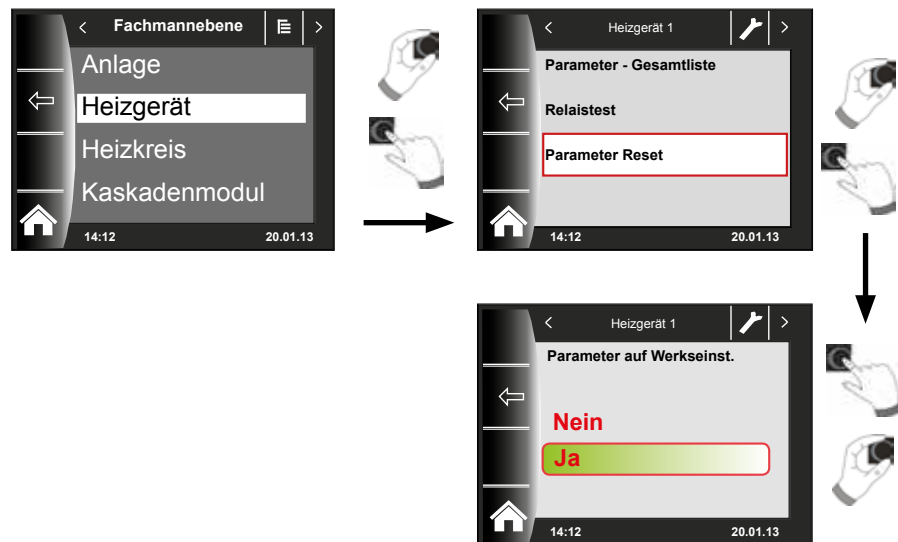 Fachmannebene
Anlage
Heizgerät
Heizkreis
Kaskadenmodul
14:12 20.01.13
Heizgerät 1
Parameter - Gesamtliste
Relaistest
Parameter Reset
14:12 20.01.13
Heizgerät 1
Parameter auf Werkseinst.
Nein
Ja
14:12 20.01.13